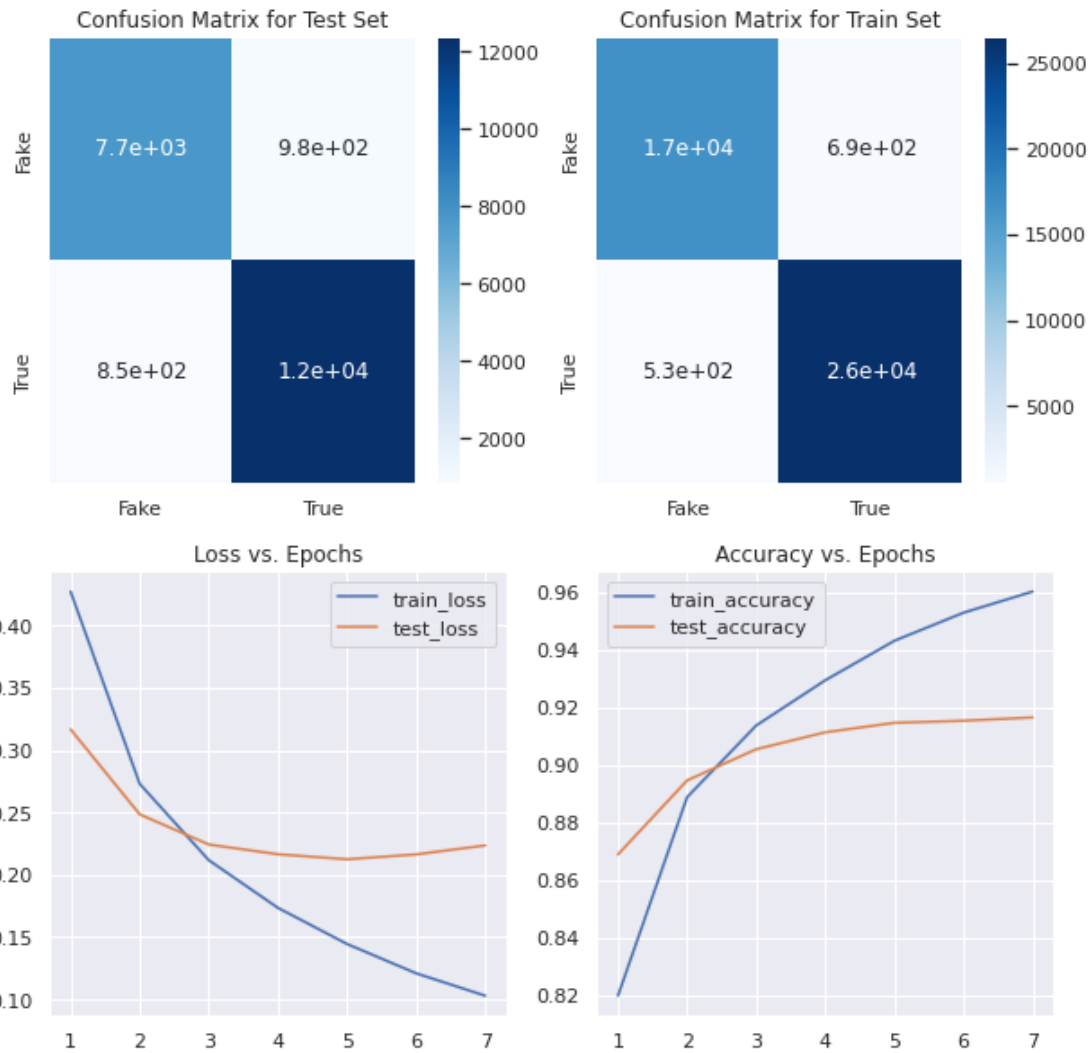 Confusion Matrix for Test Set
Fake
True
7.7e+03 9.8e+02
8.5e+02 1.2e+04
Fake True
12000
10000
8000
6000
4000
2000
Confusion Matrix for Train Set
Fake
True
1.7e+04 6.9e+02
5.3e+02 2.6e+04
Fake True
25000
20000
15000
10000
5000
Loss vs. Epochs
train_loss
test_loss
0.40
0.35
0.30
0.25
0.20
0.15
0.10
1 2 3 4 5 6 7
Accuracy vs. Epochs
train_accuracy
test_accuracy
0.96
0.94
0.92
0.90
0.88
0.86
0.84
0.82
1 2 3 4 5 6 7